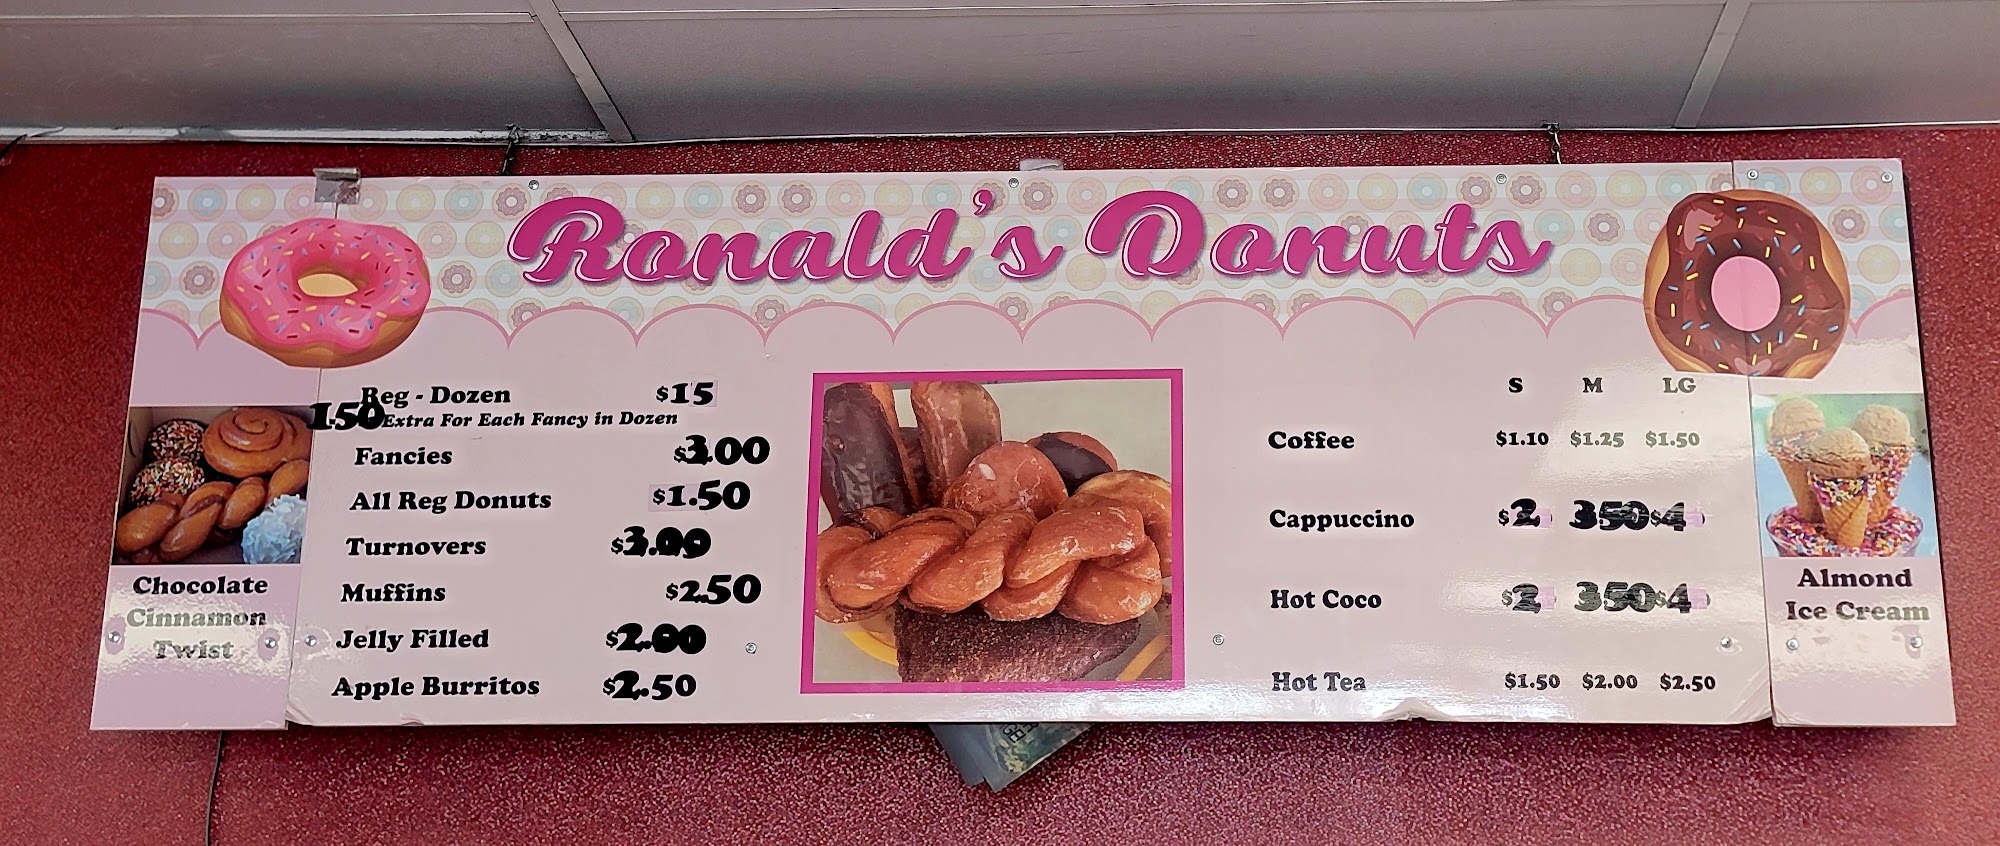 Ronald's Donuts
Reg - Dozen $15
1.50 Extra For Each Fancy in Dozen
Fancies $3.00
All Reg Donuts $1.50
Turnovers $3.00
Muffins $2.50
Jelly Filled $2.00
Apple Burritos $2.50
Chocolate
Cinnamon
Twist
S M LG
Coffee $1.10 $1.25 $1.50
Cappuccino $2 350 $4
Hot Coco $2 350 $4
Hot Tea $1.50 $2.00 $2.50
Almond
Ice Cream